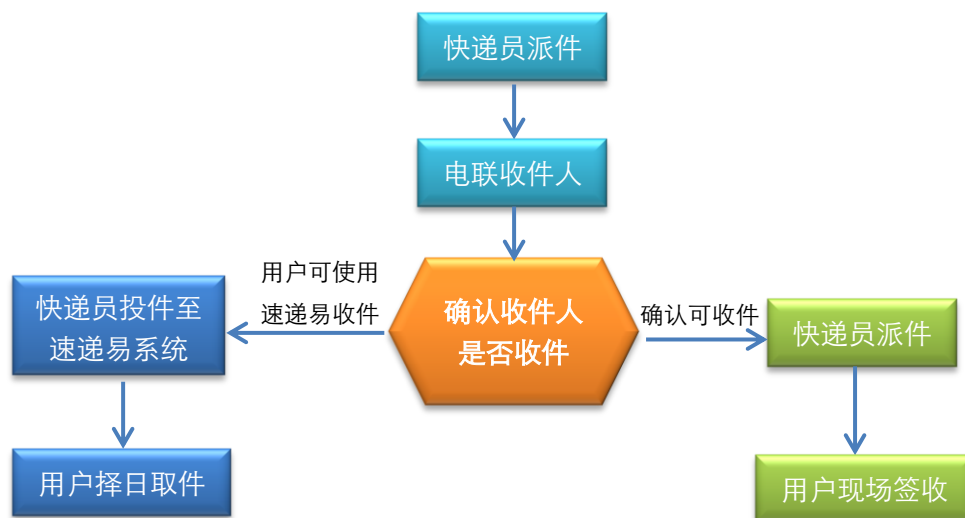 快递员派件
电联收件人
用户可使用
速递易收件
确认收件人
是否收件
确认可收件
快递员投件至
速递易系统
快递员派件
用户择日取件
用户现场签收